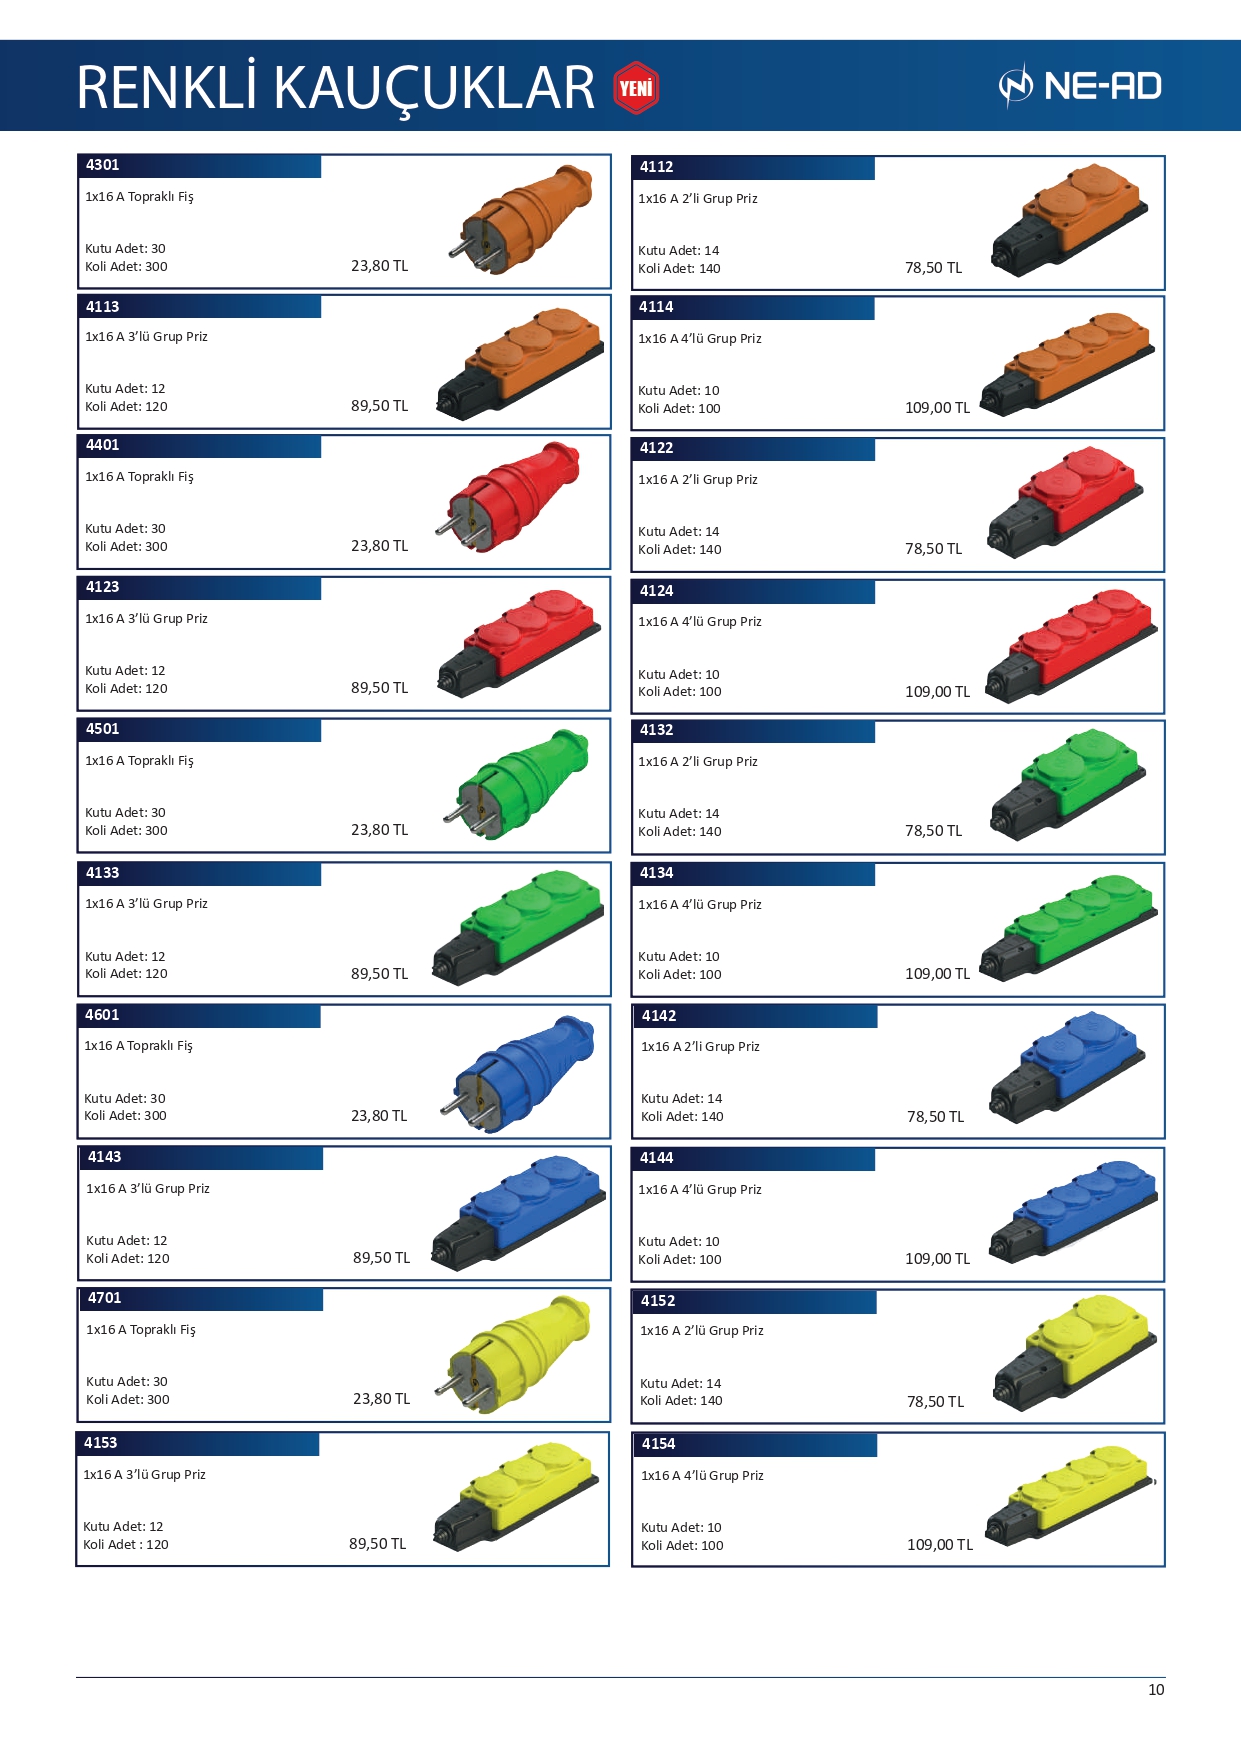 RENKLİ KAUÇUKLAR YENİ
NE-AD
4301
1x16 A Topraklı Fiş
Kutu Adet: 30
Koli Adet: 300
23,80 TL
4112
1x16 A 2’li Grup Priz
Kutu Adet: 14
Koli Adet: 140
78,50 TL
4113
1x16 A 3’lü Grup Priz
Kutu Adet: 12
Koli Adet: 120
89,50 TL
4114
1x16 A 4’lü Grup Priz
Kutu Adet: 10
Koli Adet: 100
109,00 TL
4401
1x16 A Topraklı Fiş
Kutu Adet: 30
Koli Adet: 300
23,80 TL
4122
1x16 A 2’li Grup Priz
Kutu Adet: 14
Koli Adet: 140
78,50 TL
4123
1x16 A 3’lü Grup Priz
Kutu Adet: 12
Koli Adet: 120
89,50 TL
4124
1x16 A 4’lü Grup Priz
Kutu Adet: 10
Koli Adet: 100
109,00 TL
4501
1x16 A Topraklı Fiş
Kutu Adet: 30
Koli Adet: 300
23,80 TL
4132
1x16 A 2’li Grup Priz
Kutu Adet: 14
Koli Adet: 140
78,50 TL
4133
1x16 A 3’lü Grup Priz
Kutu Adet: 12
Koli Adet: 120
89,50 TL
4134
1x16 A 4’lü Grup Priz
Kutu Adet: 10
Koli Adet: 100
109,00 TL
4601
1x16 A Topraklı Fiş
Kutu Adet: 30
Koli Adet: 300
23,80 TL
4142
1x16 A 2’li Grup Priz
Kutu Adet: 14
Koli Adet: 140
78,50 TL
4143
1x16 A 3’lü Grup Priz
Kutu Adet: 12
Koli Adet: 120
89,50 TL
4144
1x16 A 4’lü Grup Priz
Kutu Adet: 10
Koli Adet: 100
109,00 TL
4701
1x16 A Topraklı Fiş
Kutu Adet: 30
Koli Adet: 300
23,80 TL
4152
1x16 A 2’lü Grup Priz
Kutu Adet: 14
Koli Adet: 140
78,50 TL
4153
1x16 A 3’lü Grup Priz
Kutu Adet: 12
Koli Adet : 120
89,50 TL
4154
1x16 A 4’lü Grup Priz
Kutu Adet: 10
Koli Adet: 100
109,00 TL
10